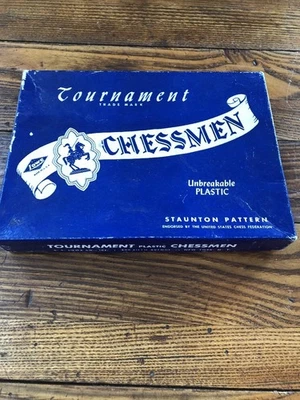 Tournament
TRADE MARK
CHESSMEN
Unbreakable
PLASTIC
STAUNTON PATTERN
ENDORSED BY THE UNITED STATES CHESS FEDERATION
TOURNAMENT PLASTIC CHESSMEN